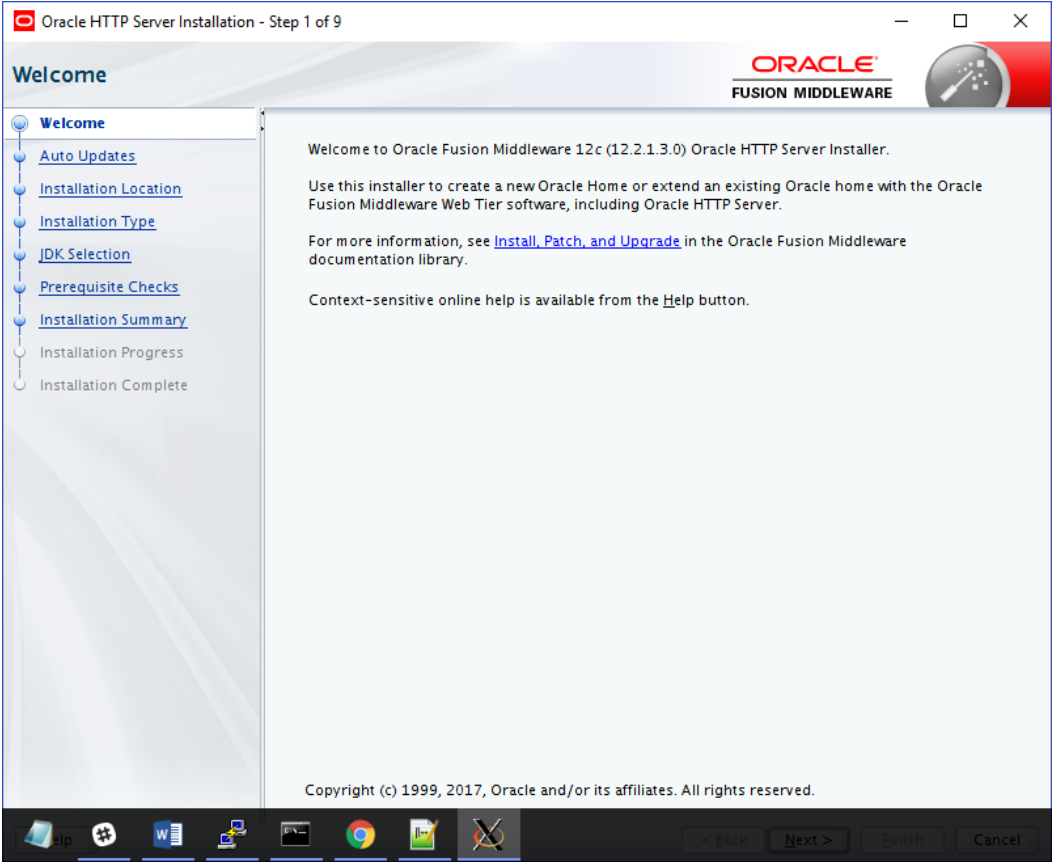 Oracle HTTP Server Installation - Step 1 of 9
Welcome
ORACLE
FUSION MIDDLEWARE
Welcome
Auto Updates
Installation Location
Installation Type
JDK Selection
Prerequisite Checks
Installation Summary
Installation Progress
Installation Complete
Welcome to Oracle Fusion Middleware 12c (12.2.1.3.0) Oracle HTTP Server Installer.
Use this installer to create a new Oracle Home or extend an existing Oracle home with the Oracle
Fusion Middleware Web Tier software, including Oracle HTTP Server.
For more information, see Install, Patch, and Upgrade in the Oracle Fusion Middleware
documentation library.
Context-sensitive online help is available from the Help button.
Copyright (c) 1999, 2017, Oracle and/or its affiliates. All rights reserved.
elp
W
< Back
Next >
Finish
Cancel